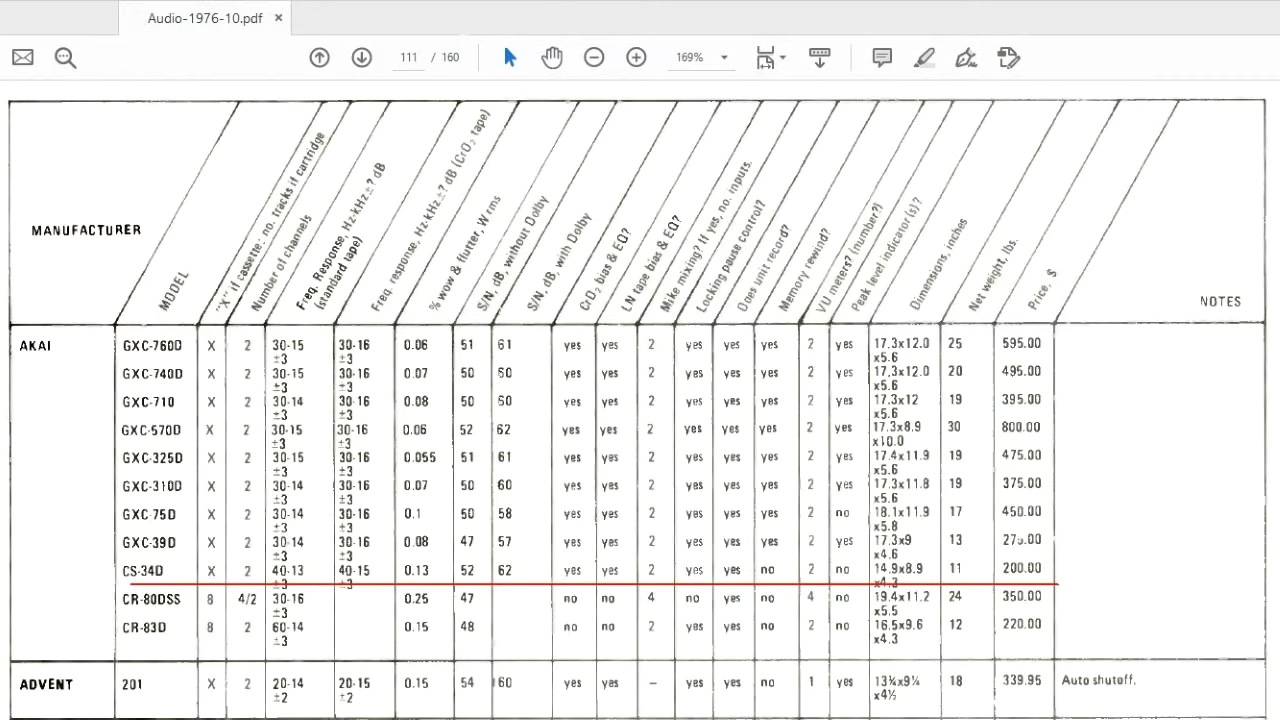 Audio-1976-10.pdf ×
111 / 160 169%
MANUFACTURER
MODEL
"X" if cassette: no. tracks if cartridge
Number of channels
Freq. Response, Hz-kHz±? dB
(standard tape)
Freq. response, Hz-kHz±? dB (CrO₂ tape)
% wow & flutter, W rms
S/N, dB, without Dolby
S/N, dB, with Dolby
CrO₂ bias & EQ?
LN tape bias & EQ?
Mike mixing? If yes, no. inputs.
Locking pause control?
Does unit record?
Memory rewind?
VU meters? (number?)
Peak level indicator(s)?
Dimensions, inches
Net weight, lbs.
Price, $
NOTES
AKAI GXC-760D X 2 30-15 30-16 0.06 51 61 yes yes 2 yes yes yes 2 yes 17.3x12.0 25 595.00
±3 ±3 x5.6
GXC-740D X 2 30-15 30-16 0.07 50 60 yes yes 2 yes yes yes 2 yes 17.3x12.0 20 495.00
±3 ±3 x5.6
GXC-710 X 2 30-14 30-16 0.08 50 60 yes yes 2 yes yes yes 2 yes 17.3x12 19 395.00
±3 ±3 x5.6
GXC-570D X 2 30-15 30-16 0.06 52 62 yes yes 2 yes yes yes 2 yes 17.3x8.9 30 800.00
±3 ±3 x10.0
GXC-325D X 2 30-15 30-16 0.055 51 61 yes yes 2 yes yes yes 2 yes 17.4x11.9 19 475.00
±3 ±3 x5.6
GXC-310D X 2 30-14 30-16 0.07 50 60 yes yes 2 yes yes yes 2 yes 17.3x11.8 19 375.00
±3 ±3 x5.6
GXC-75D X 2 30-14 30-16 0.1 50 58 yes yes 2 yes yes yes 2 no 18.1x11.9 17 450.00
±3 ±3 x5.8
GXC-39D X 2 30-14 30-16 0.08 47 57 yes yes 2 yes yes yes 2 yes 17.3x9 13
±3 ±3 x4.6
CS-34D X 2 40-13 40-15 0.13 52 62 yes yes 2 yes yes no 2 no 14.9x8.9 11 200.00
±3 ±3 x4.3
CR-80DSS 8 4/2 30-16 0.25 47 no no 4 no yes no 4 no 19.4x11.2 24 350.00
±3 x5.5
CR-83D 8 2 60-14 0.15 48 no no 2 yes yes no 2 no 16.5x9.6 12 220.00
±3 x4.3
ADVENT 201 X 2 20-14 20-15 0.15 54 60 yes yes – yes yes no 1 yes 13¾x9¼ 18 339.95 Auto shutoff.
±2 ±2 x4½